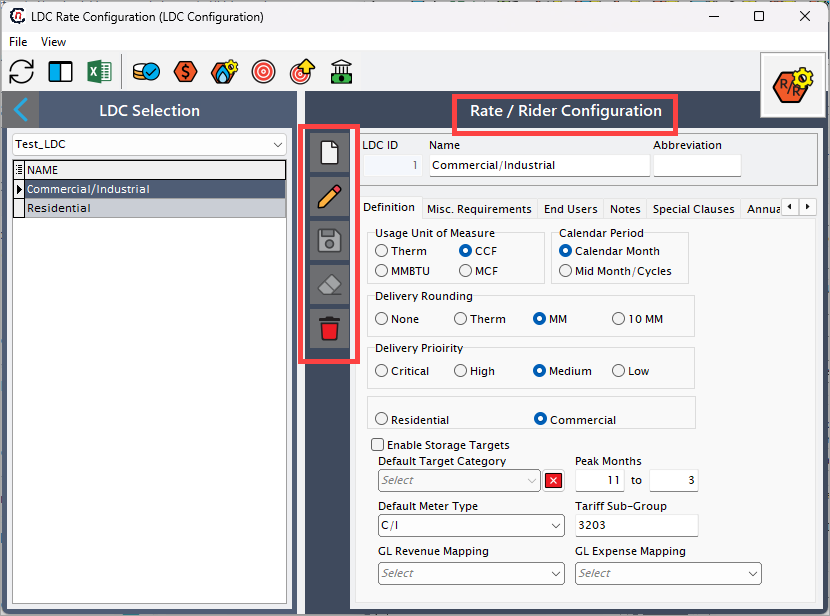 LDC Rate Configuration (LDC Configuration)
File View
LDC Selection
Rate / Rider Configuration
R/R
Test_LDC
NAME
Commercial/Industrial
Residential
LDC ID Name Abbreviation
1 Commercial/Industrial
Definition Misc. Requirements End Users Notes Special Clauses Annua
Usage Unit of Measure Calendar Period
Therm CCF Calendar Month
MMBTU MCF Mid Month/Cycles
Delivery Rounding
None Therm MM 10 MM
Delivery Prioirity
Critical High Medium Low
Residential Commercial
Enable Storage Targets
Default Target Category Peak Months
Select 11 to 3
Default Meter Type Tariff Sub-Group
C/I 3203
GL Revenue Mapping GL Expense Mapping
Select Select